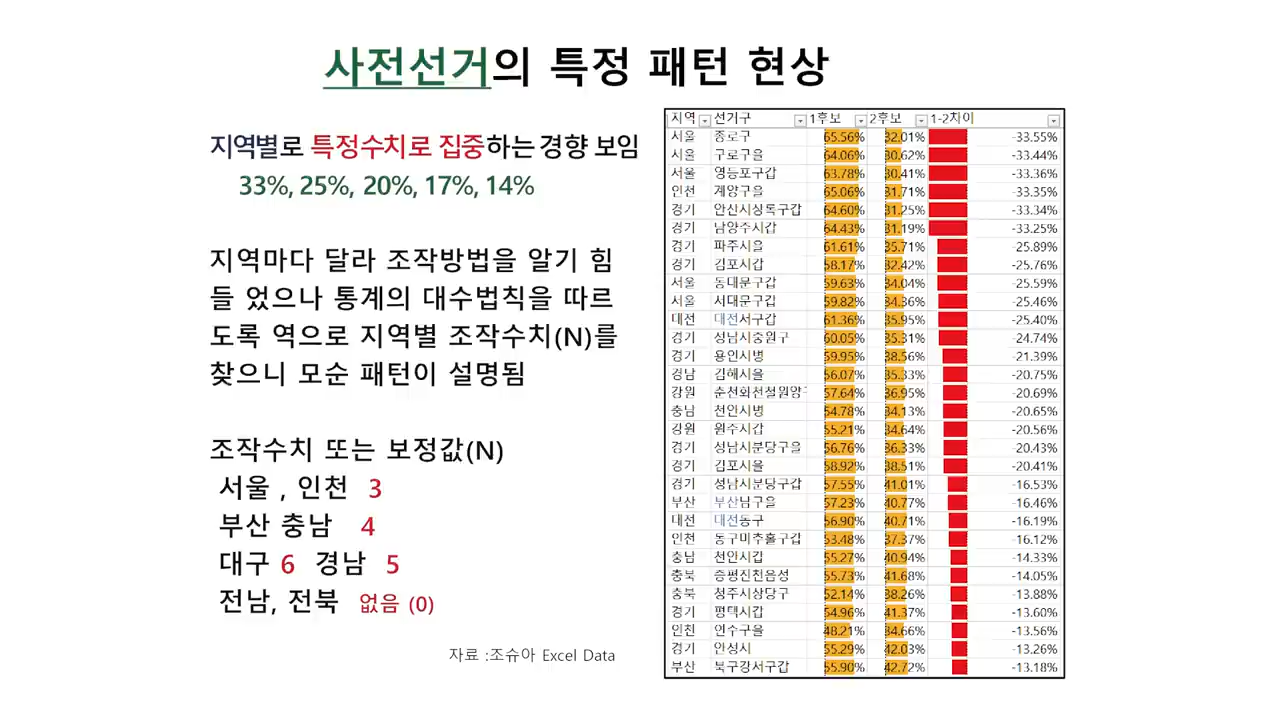 사전선거의 특정 패턴 현상
지역별로 특정수치로 집중하는 경향 보임
33%, 25%, 20%, 17%, 14%
지역마다 달라 조작방법을 알기 힘
들 었으나 통계의 대수법칙을 따르
도록 역으로 지역별 조작수치(N)를
찾으니 모순 패턴이 설명됨
조작수치 또는 보정값(N)
서울 , 인천 3
부산 충남 4
대구 6 경남 5
전남, 전북 없음 (0)
자료 :조슈아 Excel Data
지역 선거구 1후보 2후보 1-2차이
서울 종로구 65.56% 32.01% -33.55%
서울 구로구을 64.06% 30.62% -33.44%
서울 영등포구갑 63.78% 30.41% -33.36%
인천 계양구을 65.06% 31.71% -33.35%
경기 안산시상록구갑 64.60% 31.25% -33.34%
경기 남양주시갑 64.43% 31.19% -33.25%
경기 파주시을 61.61% 35.71% -25.89%
경기 김포시갑 58.17% 32.42% -25.76%
서울 동대문구갑 59.63% 34.04% -25.59%
서울 서대문구갑 59.82% 34.36% -25.46%
대전 대전서구갑 61.36% 35.95% -25.40%
경기 성남시중원구 60.05% 35.31% -24.74%
경기 용인시병 59.95% 38.56% -21.39%
경남 김해시을 56.07% 35.33% -20.75%
강원 춘천화천철원양구 57.64% 36.95% -20.69%
충남 천안시병 54.78% 34.13% -20.65%
강원 원주시갑 55.21% 34.64% -20.56%
경기 성남시분당구을 56.76% 36.33% -20.43%
경기 김포시을 58.92% 38.51% -20.41%
경기 성남시분당구갑 57.55% 41.01% -16.53%
부산 부산남구을 57.23% 40.77% -16.46%
대전 대전동구 56.90% 40.71% -16.19%
인천 동구미추홀구갑 53.48% 37.37% -16.12%
충남 천안시갑 55.27% 40.94% -14.33%
충북 증평진천음성 55.73% 41.68% -14.05%
충북 청주시상당구 52.14% 38.26% -13.88%
경기 평택시갑 54.96% 41.37% -13.60%
인천 연수구을 48.21% 34.66% -13.56%
경기 안성시 55.29% 42.03% -13.26%
부산 북구강서구갑 55.90% 42.72% -13.18%